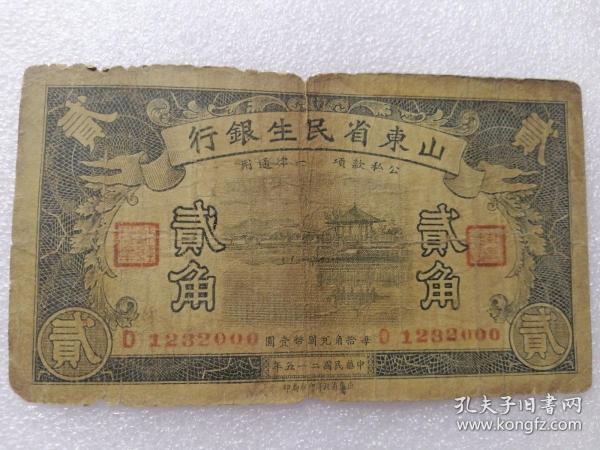 貳
貳
山東省民生銀行
公私款項 一律通用
貳角
貳角
D 1232000
每拾角兌國幣壹圓
D 1232000
貳
貳
中華民國二十五年
孔夫子旧书网
www.kongfz.com